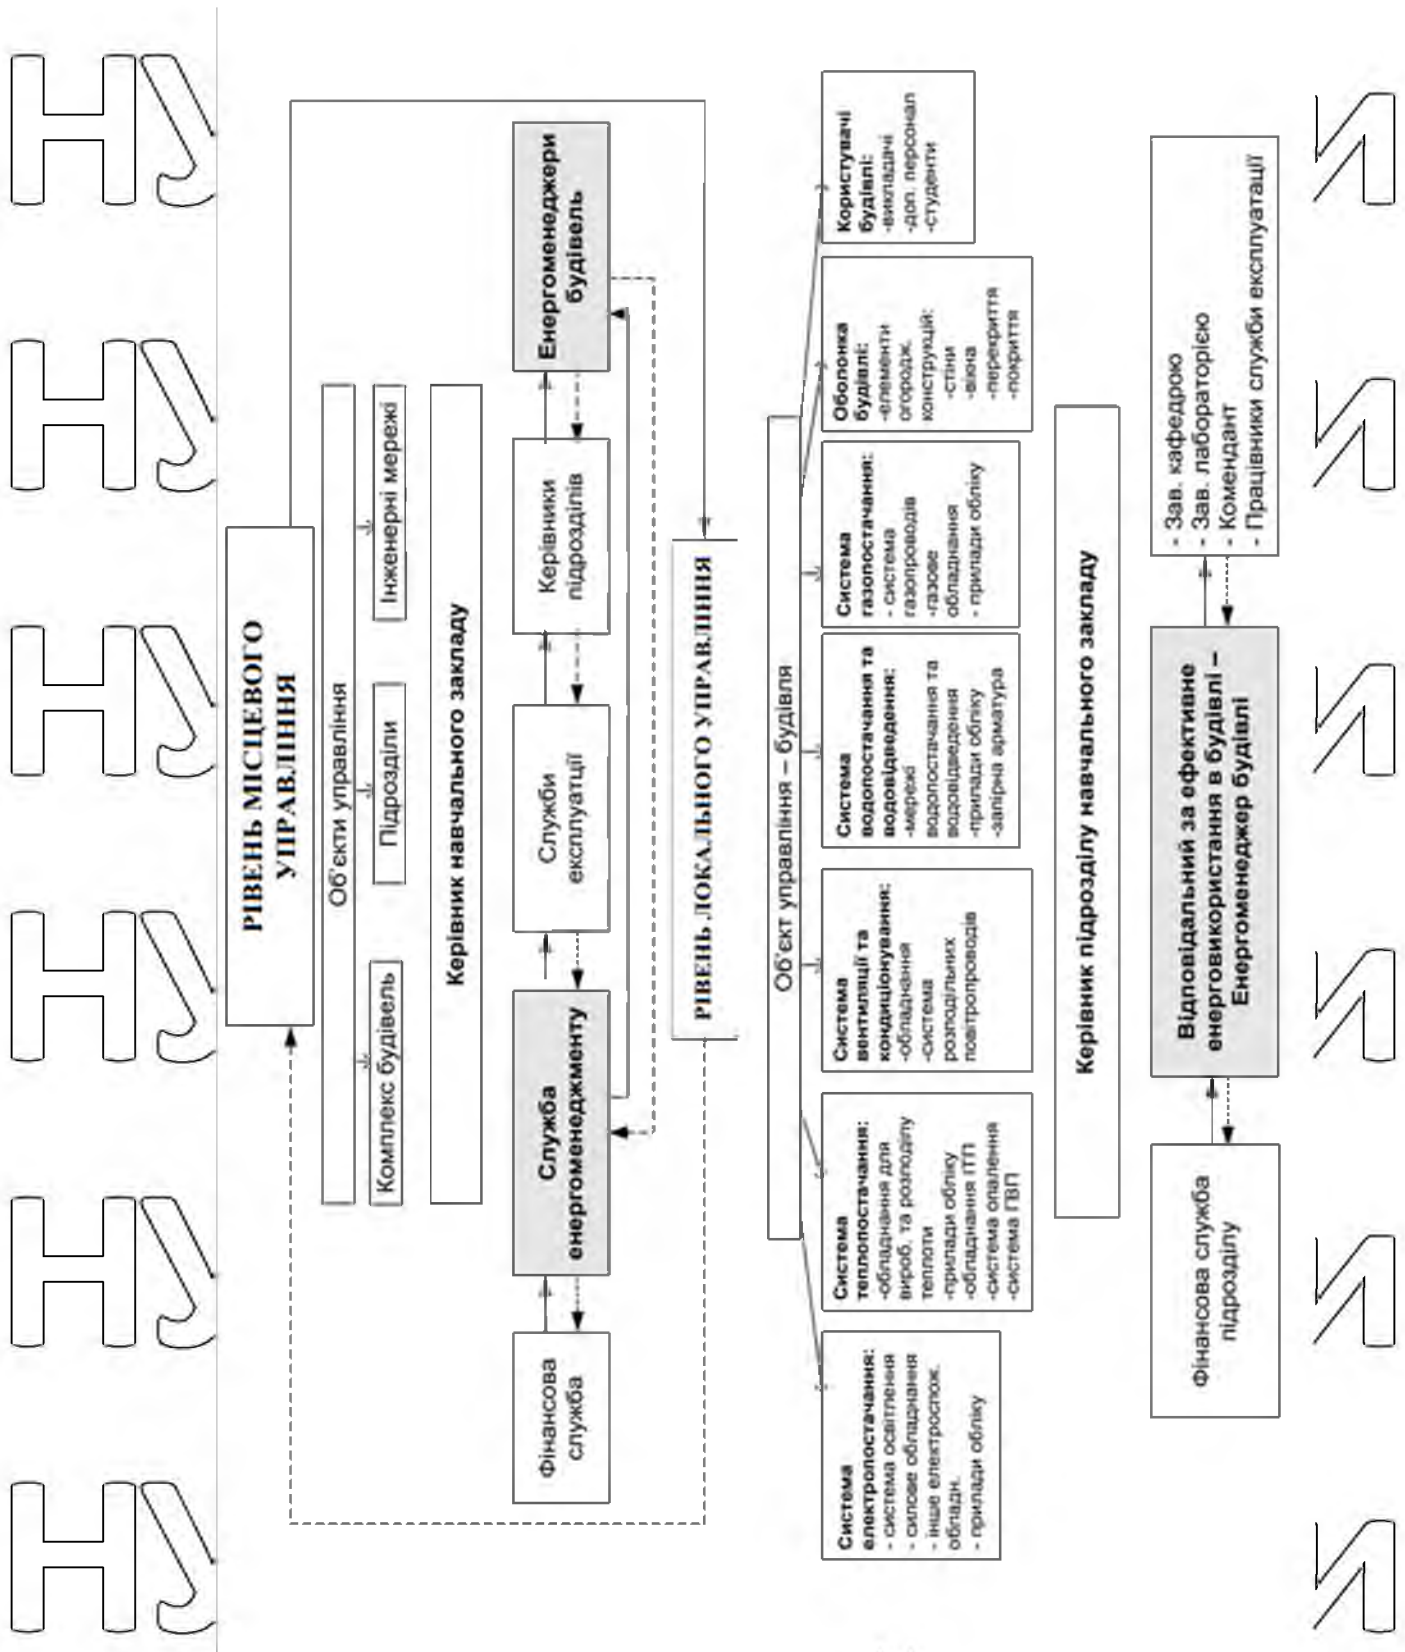 РІВЕНЬ МІСЦЕВОГО
УПРАВЛІННЯ
Об'єкти управління
Комплекс будівель
Підрозділи
Інженерні мережі
Керівник навчального закладу
Фінансова
служба
Служба
енергоменеджменту
Служби
експлуатації
Керівники
підрозділів
Енергоменеджери
будівель
РІВЕНЬ ЛОКАЛЬНОГО УПРАВЛІННЯ
Об'єкт управління – будівля
Система
електропостачання:
- система освітлення
- силове обладнання
- інше електроспож.
обладн.
- прилади обліку
Система
теплопостачання:
-обладнання для
вироб. та розподілу
теплоти
-прилади обліку
-обладнання ІТП
-система опалення
-система ГВП
Система
вентиляції та
кондиціонування:
-обладнання
-система
розподільних
повітропроводів
Система
водопостачання та
водовідведення:
-мережі
водопостачання та
водовідведення
-прилади обліку
-запірна арматура
Система
газопостачання:
- система
газопроводів
-газове
обладнання
- прилади обліку
Оболонка
будівлі:
-елементи
огородж.
конструкцій:
-стіни
-вікна
-перекриття
-покриття
Користувачі
будівлі:
-викладачі
-доп. персонал
-студенти
Керівник підрозділу навчального закладу
Фінансова служба
підрозділу
Відповідальний за ефективне
енерговикористання в будівлі –
Енергоменеджер будівлі
- Зав. кафедрою
- Зав. лабораторією
- Комендант
- Працівники служби експлуатації
НУ
НУ
НУ
НУ
НУ
НУ
И
И
И
И
И
И